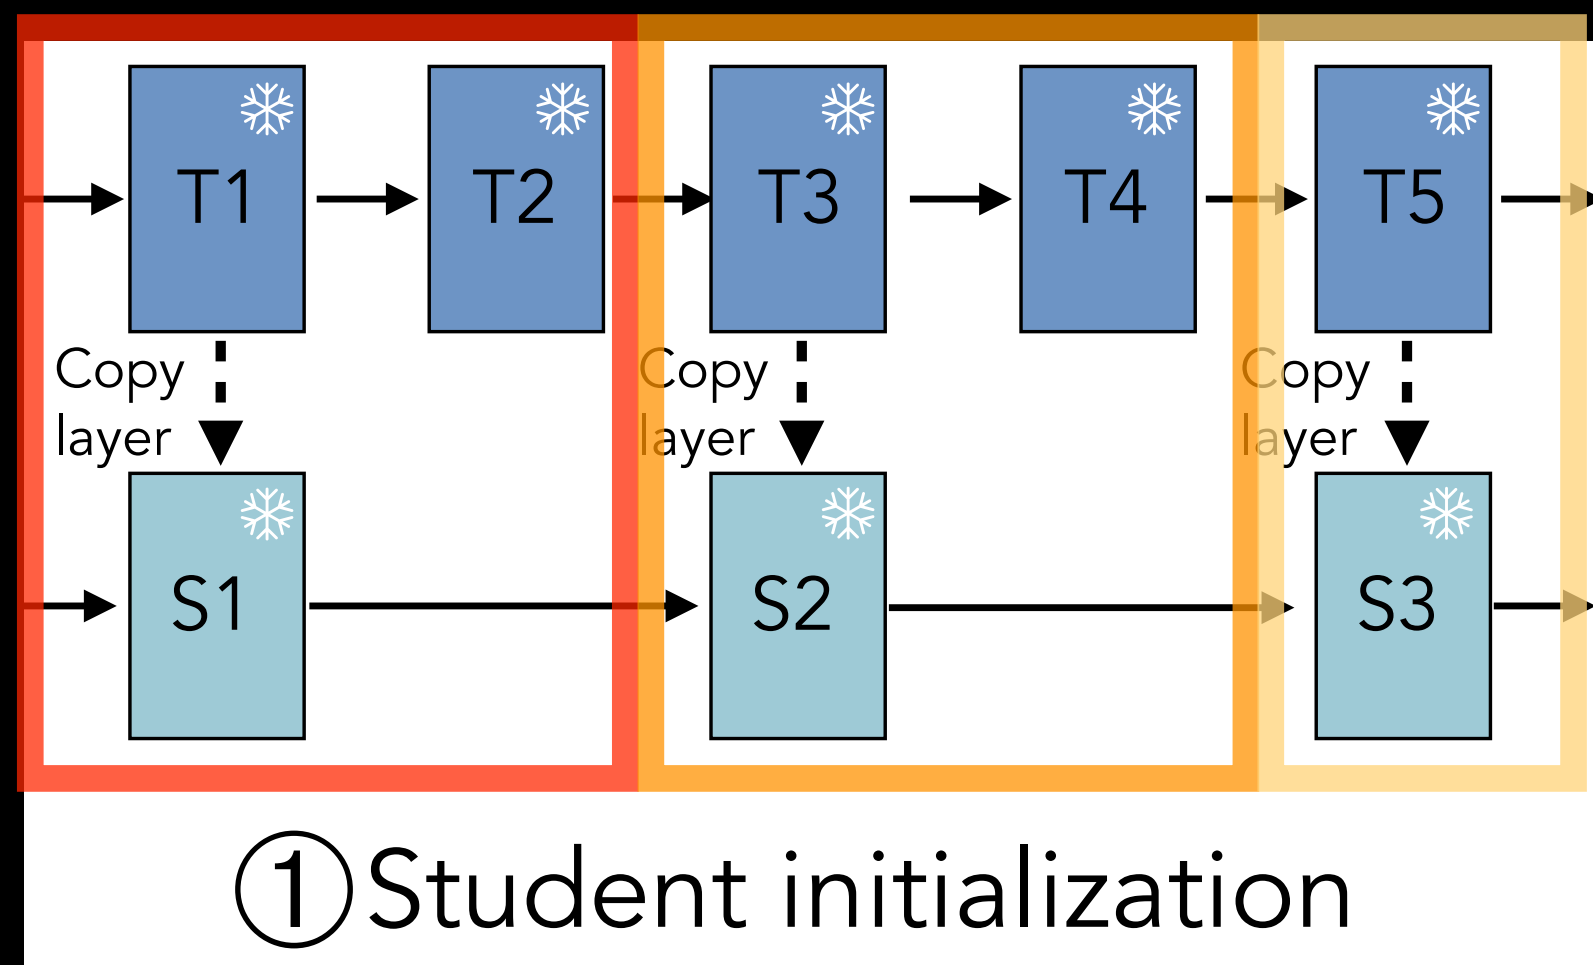 T1 T2 T3 T4 T5
Copy Copy Copy
layer layer layer
S1 S2 S3
①Student initialization